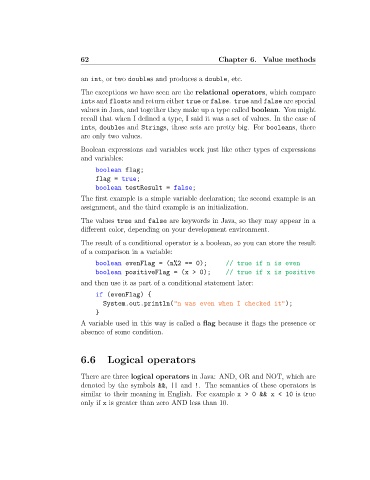 62 Chapter 6. Value methods
an int, or two doubles and produces a double, etc.
The exceptions we have seen are the relational operators, which compare
ints and floats and return either true or false. true and false are special
values in Java, and together they make up a type called boolean. You might
recall that when I defined a type, I said it was a set of values. In the case of
ints, doubles and Strings, those sets are pretty big. For booleans, there
are only two values.
Boolean expressions and variables work just like other types of expressions
and variables:
boolean flag;
flag = true;
boolean testResult = false;
The first example is a simple variable declaration; the second example is an
assignment, and the third example is an initialization.
The values true and false are keywords in Java, so they may appear in a
different color, depending on your development environment.
The result of a conditional operator is a boolean, so you can store the result
of a comparison in a variable:
boolean evenFlag = (n%2 == 0); // true if n is even
boolean positiveFlag = (x > 0); // true if x is positive
and then use it as part of a conditional statement later:
if (evenFlag) {
System.out.println("n was even when I checked it");
}
A variable used in this way is called a flag because it flags the presence or
absence of some condition.
6.6 Logical operators
There are three logical operators in Java: AND, OR and NOT, which are
denoted by the symbols &&, || and !. The semantics of these operators is
similar to their meaning in English. For example x > 0 && x < 10 is true
only if x is greater than zero AND less than 10.